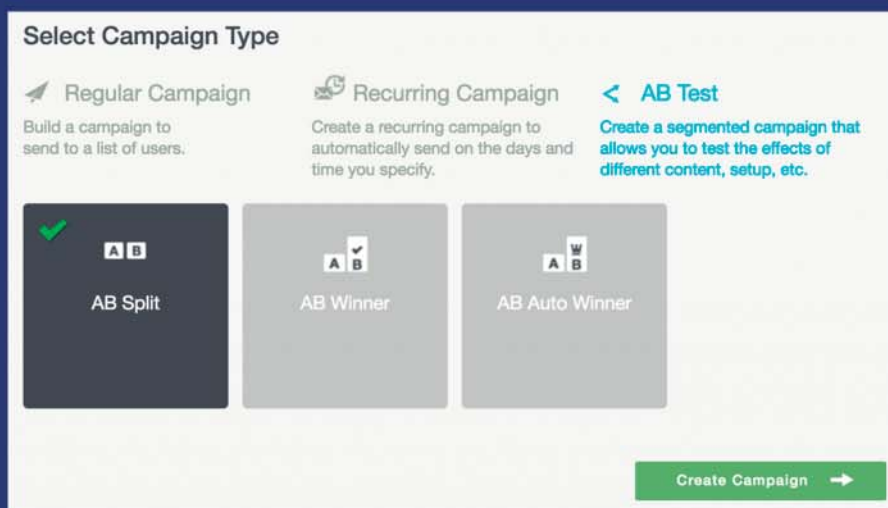 Select Campaign Type
Regular Campaign
Build a campaign to
send to a list of users.
Recurring Campaign
Create a recurring campaign to
automatically send on the days and
time you specify.
AB Test
Create a segmented campaign that
allows you to test the effects of
different content, setup, etc.
A B
AB Split
A B
AB Winner
A B
AB Auto Winner
Create Campaign